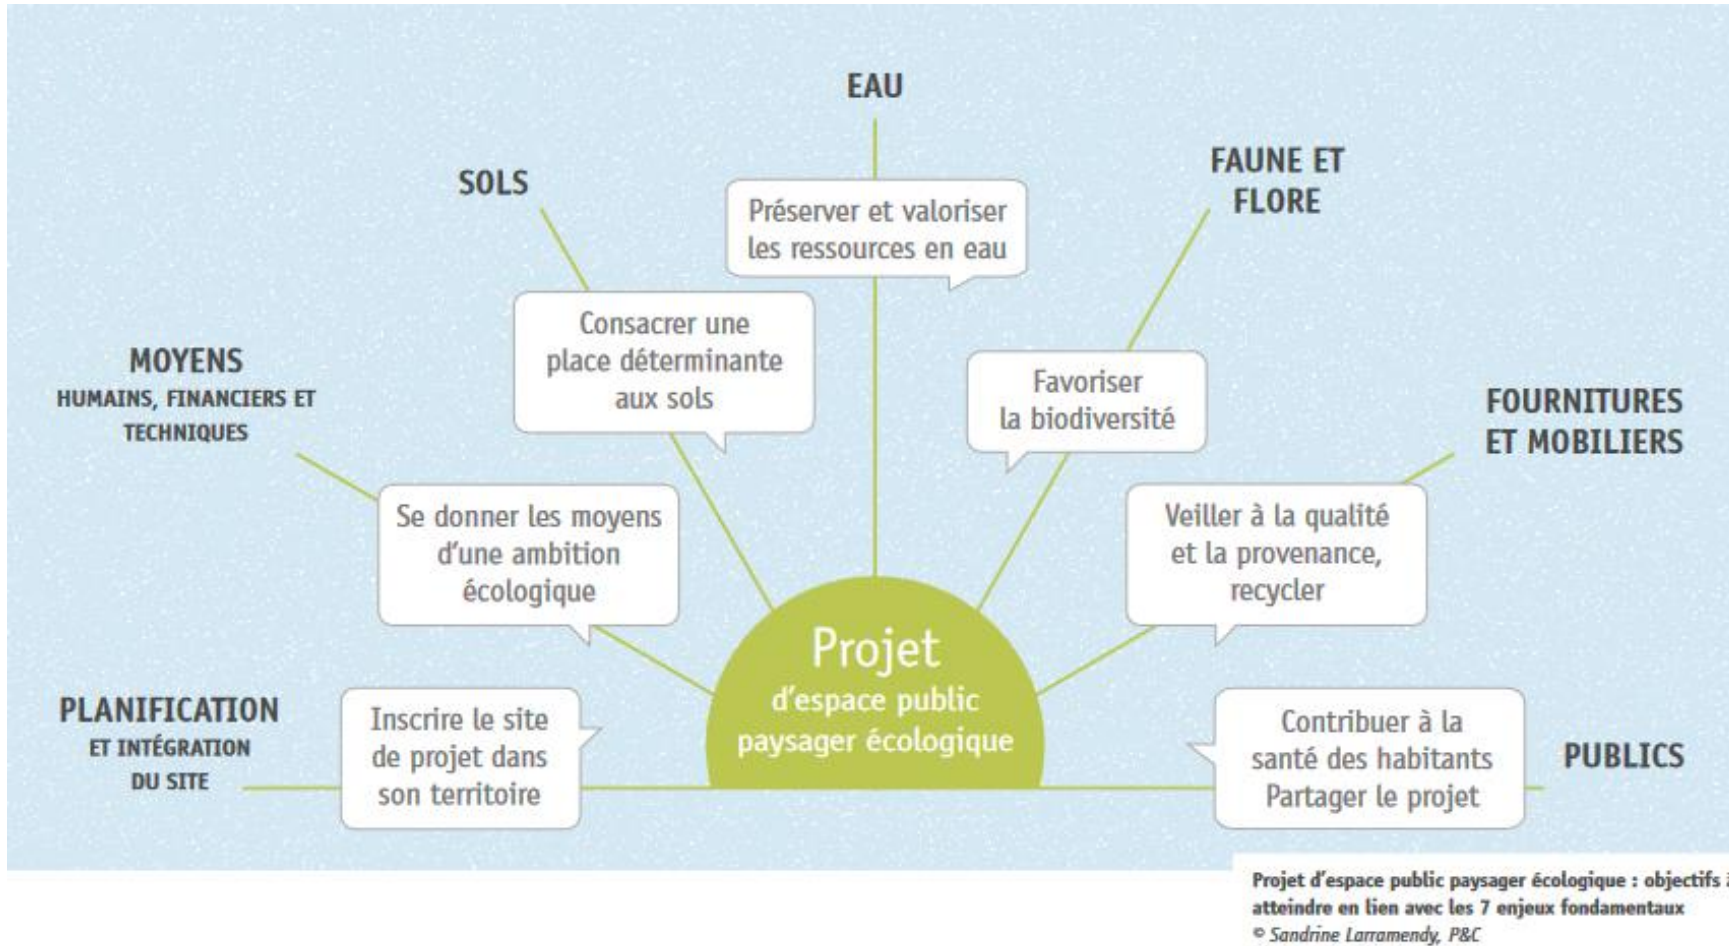 EAU
FAUNE ET
FLORE
SOLS
Préserver et valoriser
les ressources en eau
Consacrer une
place déterminante
aux sols
MOYENS
HUMAINS, FINANCIERS ET
TECHNIQUES
Favoriser
la biodiversité
FOURNITURES
ET MOBILIERS
Se donner les moyens
d'une ambition
écologique
Veiller à la qualité
et la provenance,
recycler
Projet
d'espace public
paysager écologique
PLANIFICATION
ET INTÉGRATION
DU SITE
Inscrire le site
de projet dans
son territoire
Contribuer à la
santé des habitants
Partager le projet
PUBLICS
Projet d'espace public paysager écologique : objectifs à
atteindre en lien avec les 7 enjeux fondamentaux
© Sandrine Larramendy, P&C